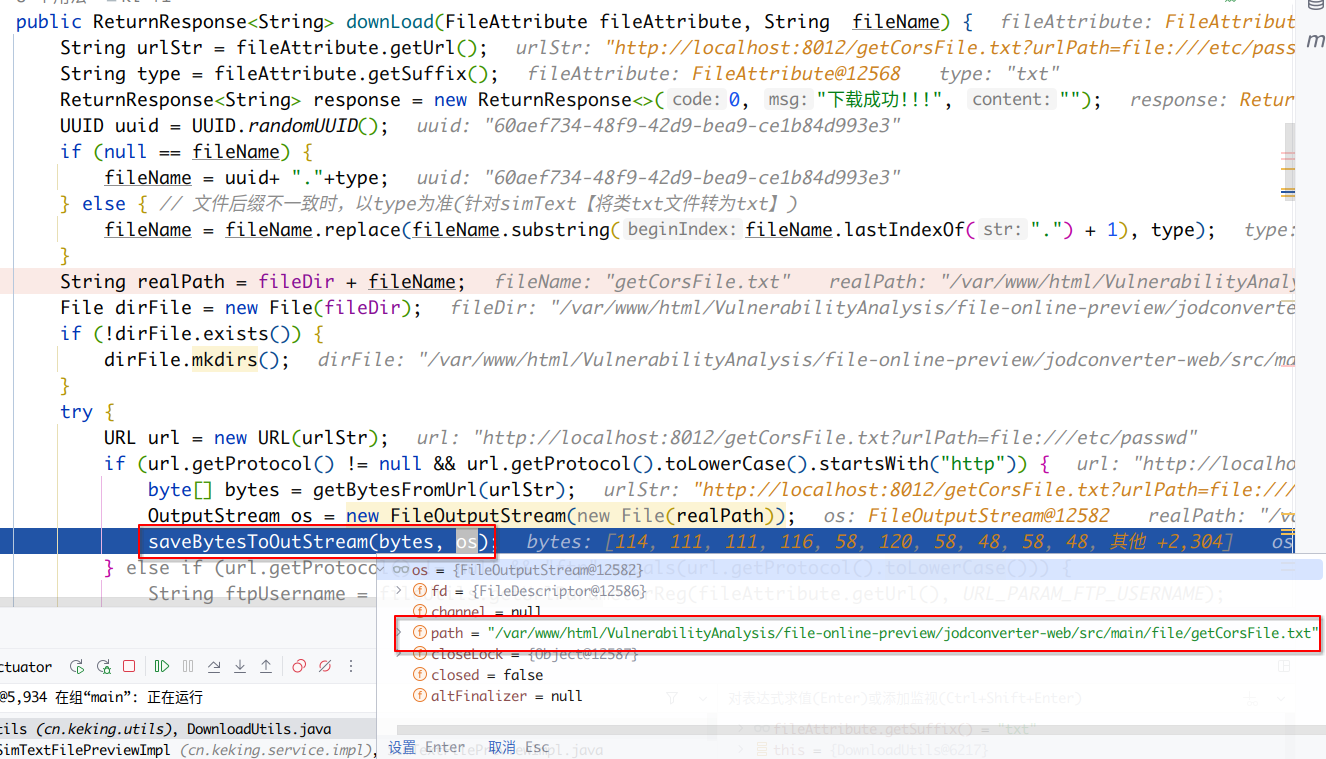 public ReturnResponse<String> downLoad(FileAttribute fileAttribute, String fileName) { fileAttribute: FileAttribut
String urlStr = fileAttribute.getUrl(); urlStr: "http://localhost:8012/getCorsFile.txt?urlPath=file:///etc/pass
String type = fileAttribute.getSuffix(); fileAttribute: FileAttribute@12568 type: "txt"
ReturnResponse<String> response = new ReturnResponse<>( code: 0, msg: "下载成功!!!", content: ""); response: Retur
UUID uuid = UUID.randomUUID(); uuid: "60aef734-48f9-42d9-bea9-ce1b84d993e3"
if (null == fileName) {
fileName = uuid+ "."+type; uuid: "60aef734-48f9-42d9-bea9-ce1b84d993e3"
} else { // 文件后缀不一致时，以type为准(针对simText【将类txt文件转为txt】)
fileName = fileName.replace(fileName.substring( beginIndex: fileName.lastIndexOf( str: ".") + 1), type); type:
}
String realPath = fileDir + fileName; fileName: "getCorsFile.txt" realPath: "/var/www/html/VulnerabilityAnaly
File dirFile = new File(fileDir); fileDir: "/var/www/html/VulnerabilityAnalysis/file-online-preview/jodconverte
if (!dirFile.exists()) {
dirFile.mkdirs(); dirFile: "/var/www/html/VulnerabilityAnalysis/file-online-preview/jodconverter-web/src/ma
}
try {
URL url = new URL(urlStr); url: "http://localhost:8012/getCorsFile.txt?urlPath=file:///etc/passwd"
if (url.getProtocol() != null && url.getProtocol().toLowerCase().startsWith("http")) { url: "http://localho
byte[] bytes = getBytesFromUrl(urlStr); urlStr: "http://localhost:8012/getCorsFile.txt?urlPath=file:///
OutputStream os = new FileOutputStream(new File(realPath)); os: FileOutputStream@12582 realPath: "/v
saveBytesToOutStream(bytes, os); bytes: [114, 111, 111, 116, 58, 120, 58, 48, 58, 48, 其他 +2,304] os
} else if (url.getProtoco als(url.getProtocol().toLowerCase())) {
os = {FileOutputStream@12582}
String ftpUsername = rReg(fileAttribute.getUrl(), URL_PARAM_FTP_USERNAME);
fd = {FileDescriptor@12586}
channel = null
path = "/var/www/html/VulnerabilityAnalysis/file-online-preview/jodconverter-web/src/main/file/getCorsFile.txt"
closeLock = {Object@12587}
ctuator
closed = false
altFinalizer = null
@5,934 在组“main”: 正在运行
对表达式求值(Enter)或添加监视(Ctrl+Shift+Enter)
tils (cn.keking.utils), DownloadUtils.java
fileAttribute.getSuffix() = "txt"
SimTextFilePreviewImpl (cn.keking.service.impl),
设置 Enter 取消 Esc
this = {DownloadUtils@6217}